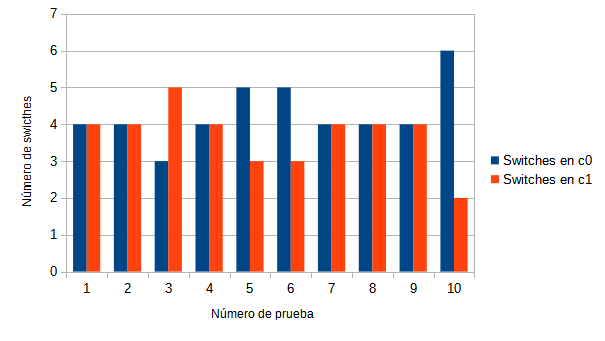 7
6
5
4
3
2
1
0
Número de swicthes
1 2 3 4 5 6 7 8 9 10
Número de prueba
Switches en c0
Switches en c1